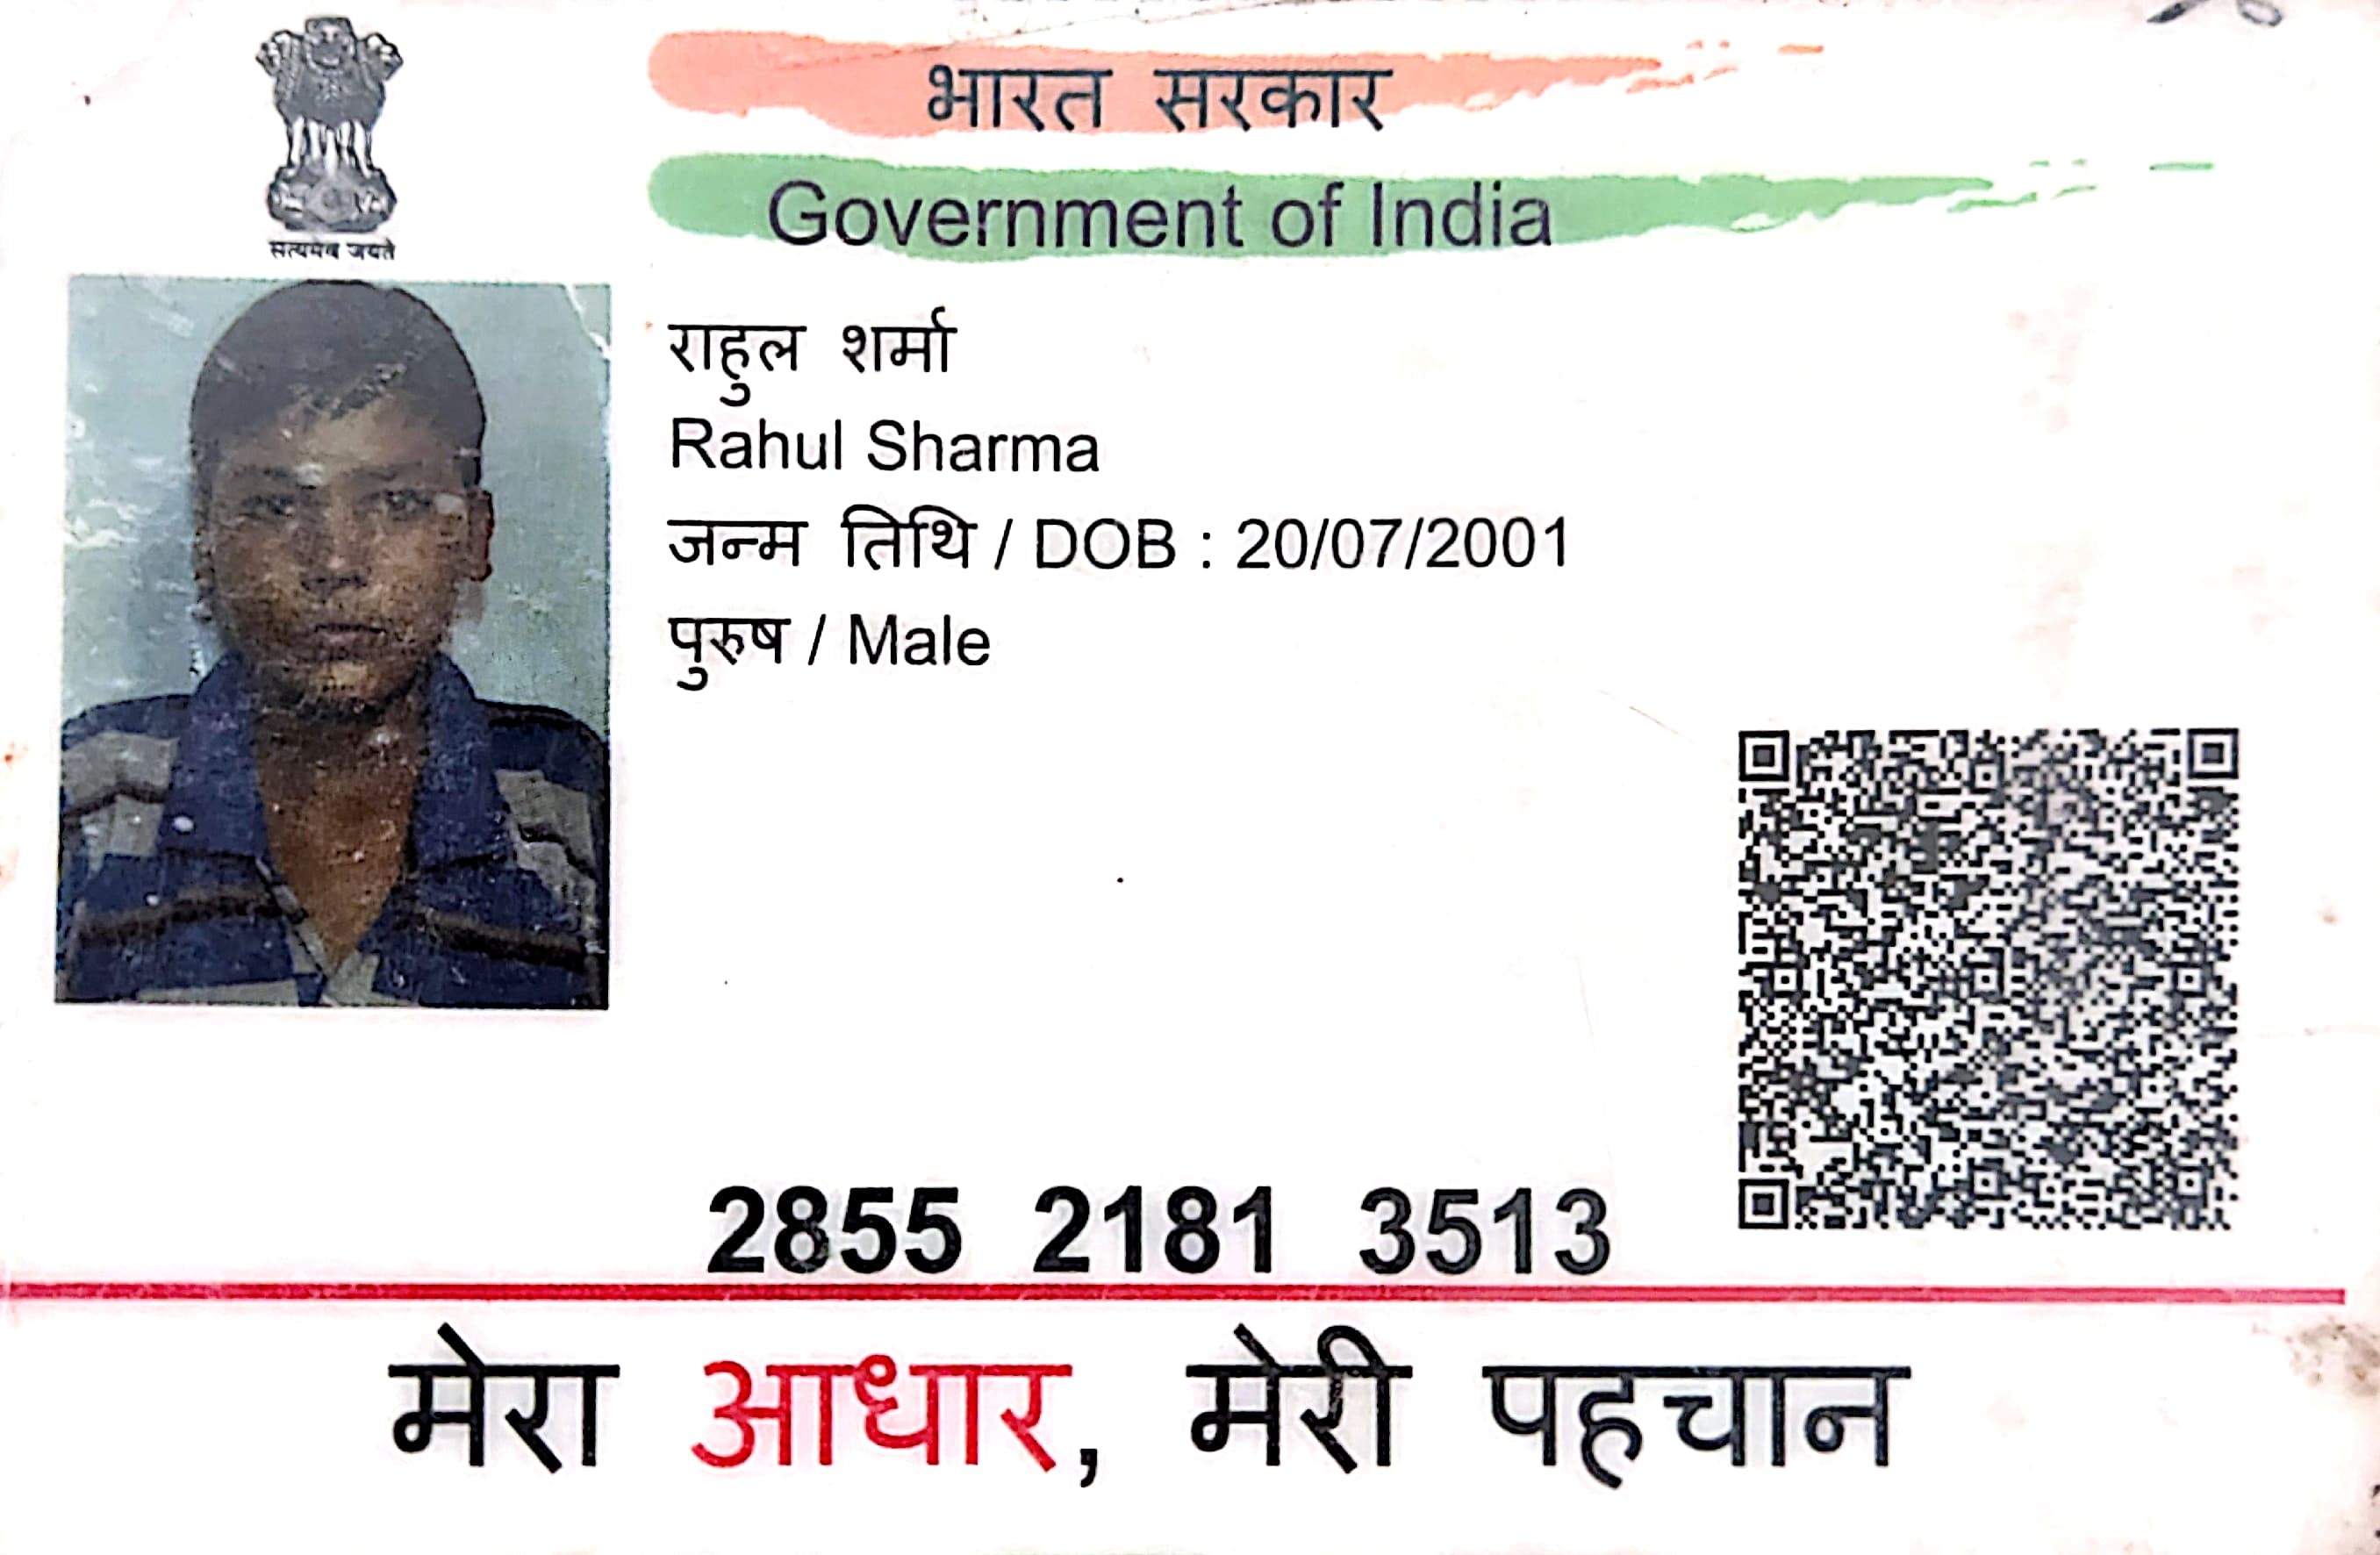 सत्यमेव जयते
भारत सरकार
Government of India
राहुल शर्मा
Rahul Sharma
जन्म तिथि / DOB : 20/07/2001
पुरुष / Male
2855 2181 3513
मेरा आधार, मेरी पहचान